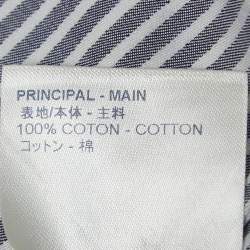 PRINCIPAL - MAIN
表地/本体 - 主料
100% COTON - COTTON
コットン - 棉